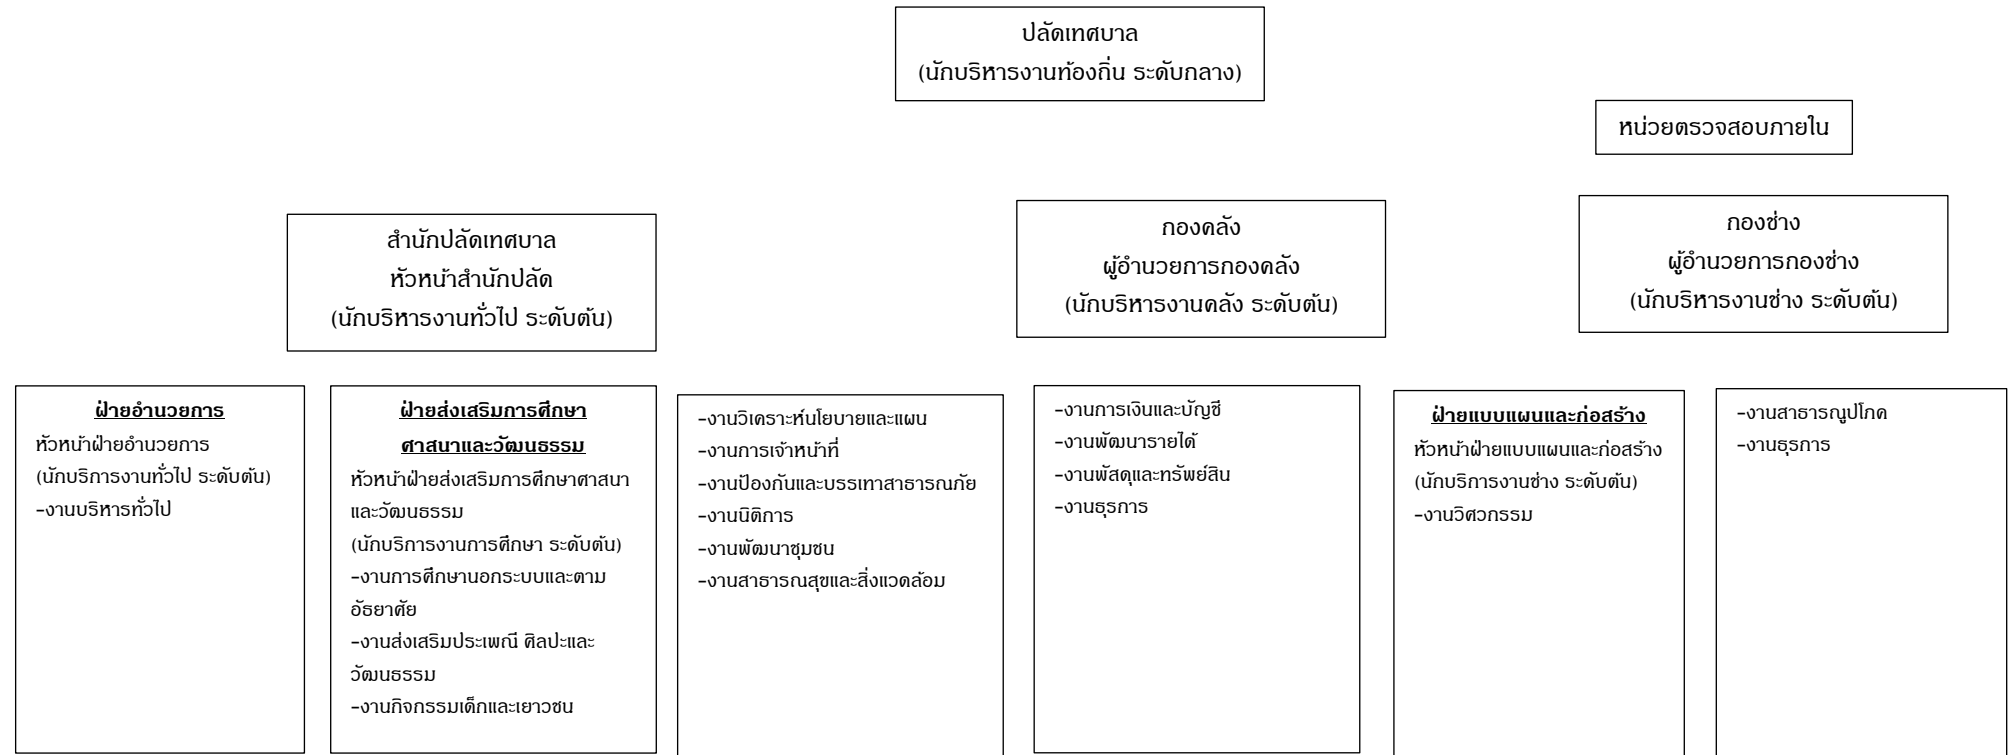 ปลัดเทศบาล
(นักบริหารงานท้องถิ่น ระดับกลาง)
หน่วยตรวจสอบภายใน
สำนักปลัดเทศบาล
หัวหน้าสำนักปลัด
(นักบริหารงานทั่วไป ระดับต้น)
กองคลัง
ผู้อำนวยการกองคลัง
(นักบริหารงานคลัง ระดับต้น)
กองช่าง
ผู้อำนวยการกองช่าง
(นักบริหารงานช่าง ระดับต้น)
ฝ่ายอำนวยการ
หัวหน้าฝ่ายอำนวยการ
(นักบริการงานทั่วไป ระดับต้น)
-งานบริหารทั่วไป
ฝ่ายส่งเสริมการศึกษา
ศาสนาและวัฒนธรรม
หัวหน้าฝ่ายส่งเสริมการศึกษาศาสนา
และวัฒนธรรม
(นักบริการงานการศึกษา ระดับต้น)
-งานการศึกษานอกระบบและตาม
อัธยาศัย
-งานส่งเสริมประเพณี ศิลปะและ
วัฒนธรรม
-งานกิจกรรมเด็กและเยาวชน
-งานวิเคราะห์นโยบายและแผน
-งานการเจ้าหน้าที่
-งานป้องกันและบรรเทาสาธารณภัย
-งานนิติการ
-งานพัฒนาชุมชน
-งานสาธารณสุขและสิ่งแวดล้อม
-งานการเงินและบัญชี
-งานพัฒนารายได้
-งานพัสดุและทรัพย์สิน
-งานธุรการ
ฝ่ายแบบแผนและก่อสร้าง
หัวหน้าฝ่ายแบบแผนและก่อสร้าง
(นักบริการงานช่าง ระดับต้น)
-งานวิศวกรรม
-งานสาธารณูปโภค
-งานธุรการ